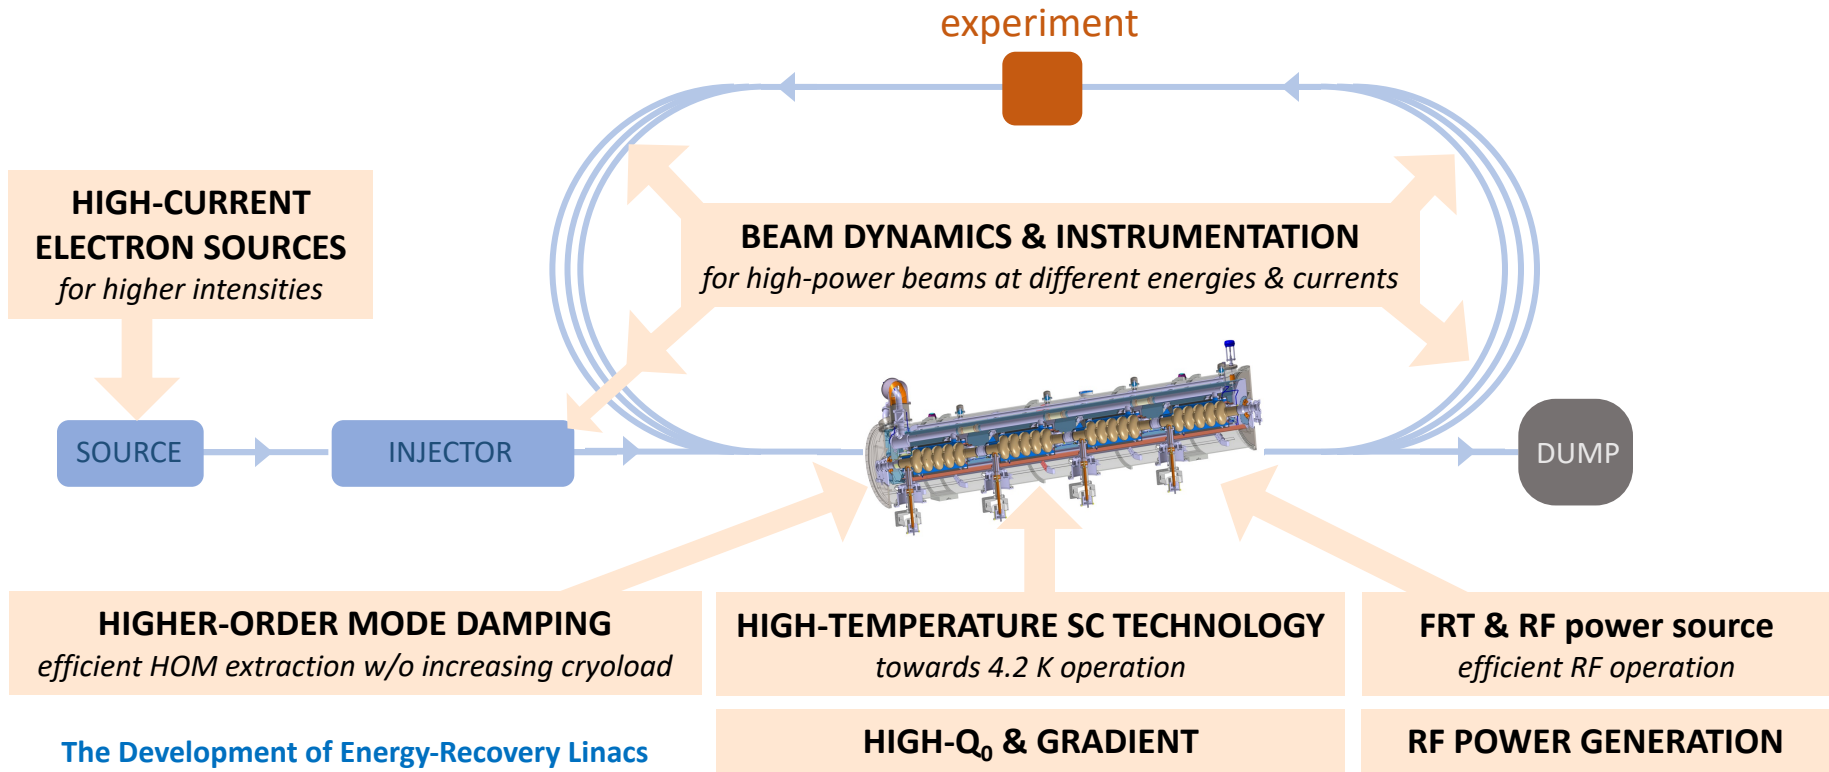 experiment
HIGH-CURRENT
ELECTRON SOURCES
for higher intensities
BEAM DYNAMICS & INSTRUMENTATION
for high-power beams at different energies & currents
SOURCE
INJECTOR
DUMP
HIGHER-ORDER MODE DAMPING
efficient HOM extraction w/o increasing cryoload
HIGH-TEMPERATURE SC TECHNOLOGY
towards 4.2 K operation
FRT & RF power source
efficient RF operation
The Development of Energy-Recovery Linacs
HIGH-Q₀ & GRADIENT
RF POWER GENERATION